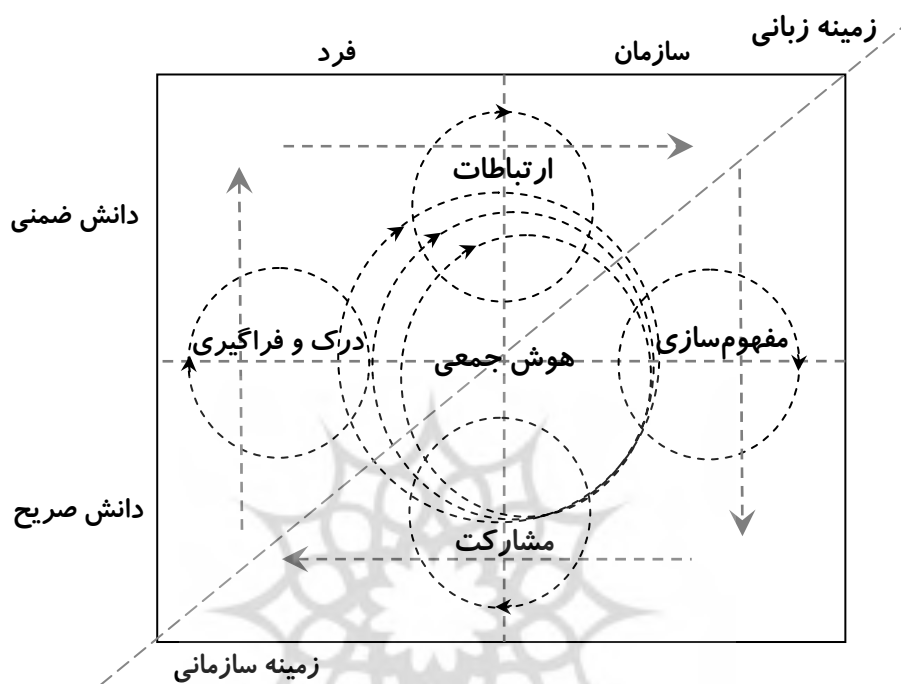 زمینه زبانی
سازمان
فرد
ارتباطات
دانش ضمنی
مفهوم‌سازی
هوش جمعی
درک و فراگیری
دانش صریح
مشارکت
زمینه سازمانی